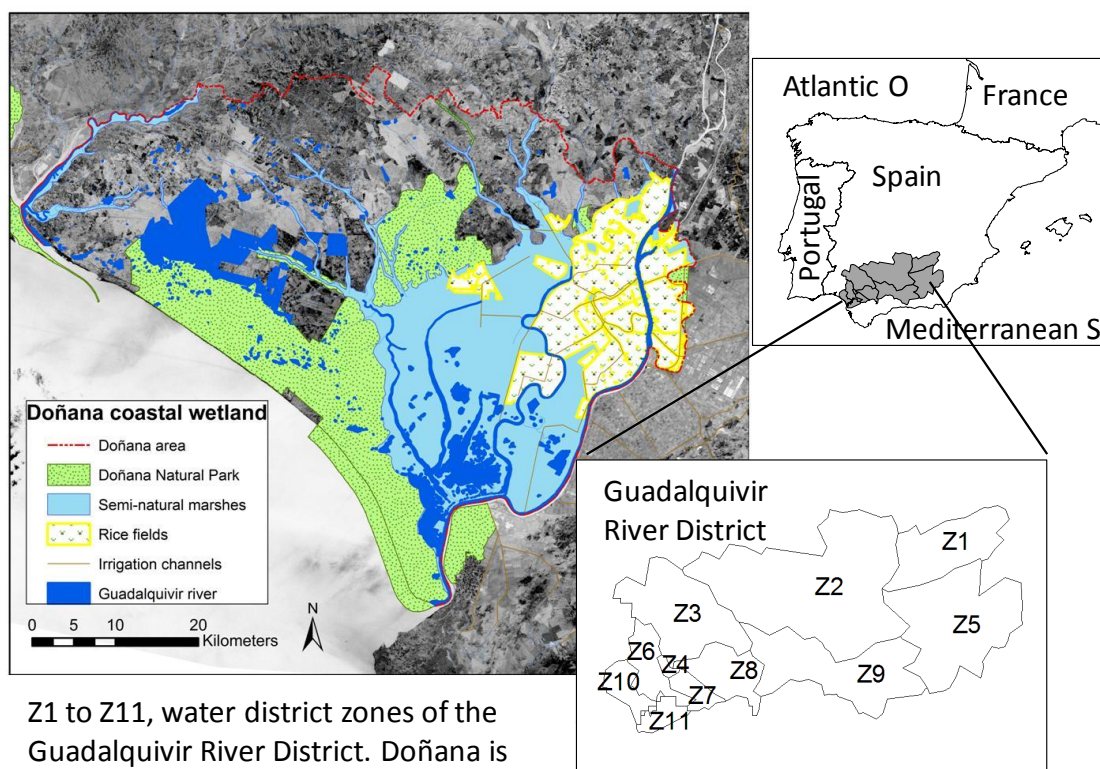 Doñana coastal wetland
Doñana area
Doñana Natural Park
Semi-natural marshes
Rice fields
Irrigation channels
Guadalquivir river
0 5 10 20
Kilometers
N
Atlantic O
France
Spain
Portugal
Mediterranean S
Guadalquivir
River District
Z1
Z2
Z3
Z5
Z6
Z4
Z8
Z9
Z10
Z7
Z11
Z1 to Z11, water district zones of the
Guadalquivir River District. Doñana is